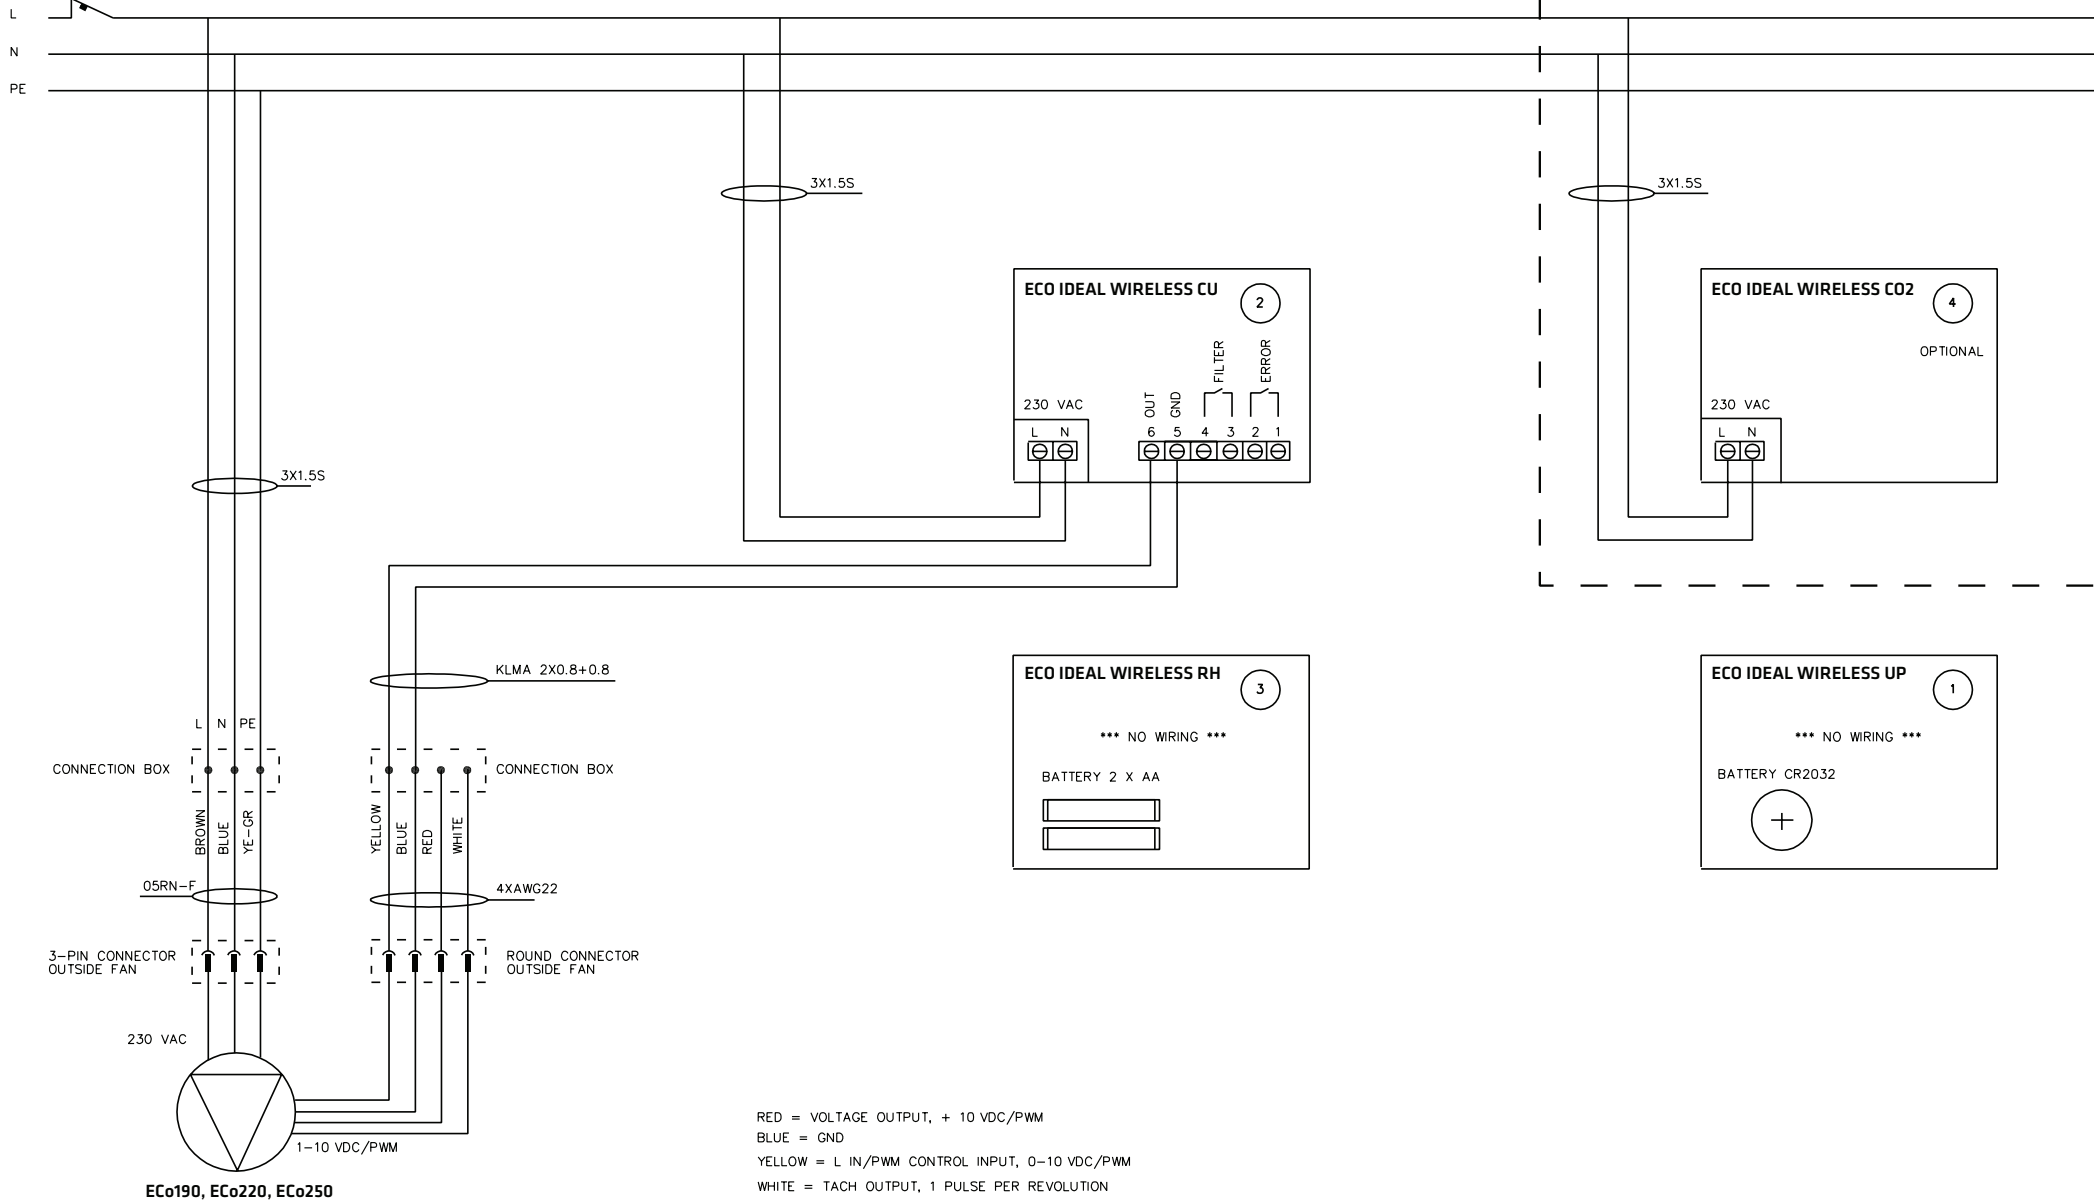 L
N
PE
3X1.5S
3X1.5S
ECO IDEAL WIRELESS CU
2
FILTER
ERROR
OUT
GND
230 VAC
L N
6 5 4 3 2 1
ECO IDEAL WIRELESS CO2
4
OPTIONAL
230 VAC
L N
3X1.5S
KLMA 2X0.8+0.8
ECO IDEAL WIRELESS RH
3
*** NO WIRING ***
BATTERY 2 X AA
ECO IDEAL WIRELESS UP
1
*** NO WIRING ***
BATTERY CR2032
L N PE
CONNECTION BOX
CONNECTION BOX
BROWN
BLUE
YE-GR
YELLOW
BLUE
RED
WHITE
05RN-F
4XAWG22
3-PIN CONNECTOR
OUTSIDE FAN
ROUND CONNECTOR
OUTSIDE FAN
230 VAC
1-10 VDC/PWM
ECo190, ECo220, ECo250
RED = VOLTAGE OUTPUT, + 10 VDC/PWM
BLUE = GND
YELLOW = L IN/PWM CONTROL INPUT, 0-10 VDC/PWM
WHITE = TACH OUTPUT, 1 PULSE PER REVOLUTION